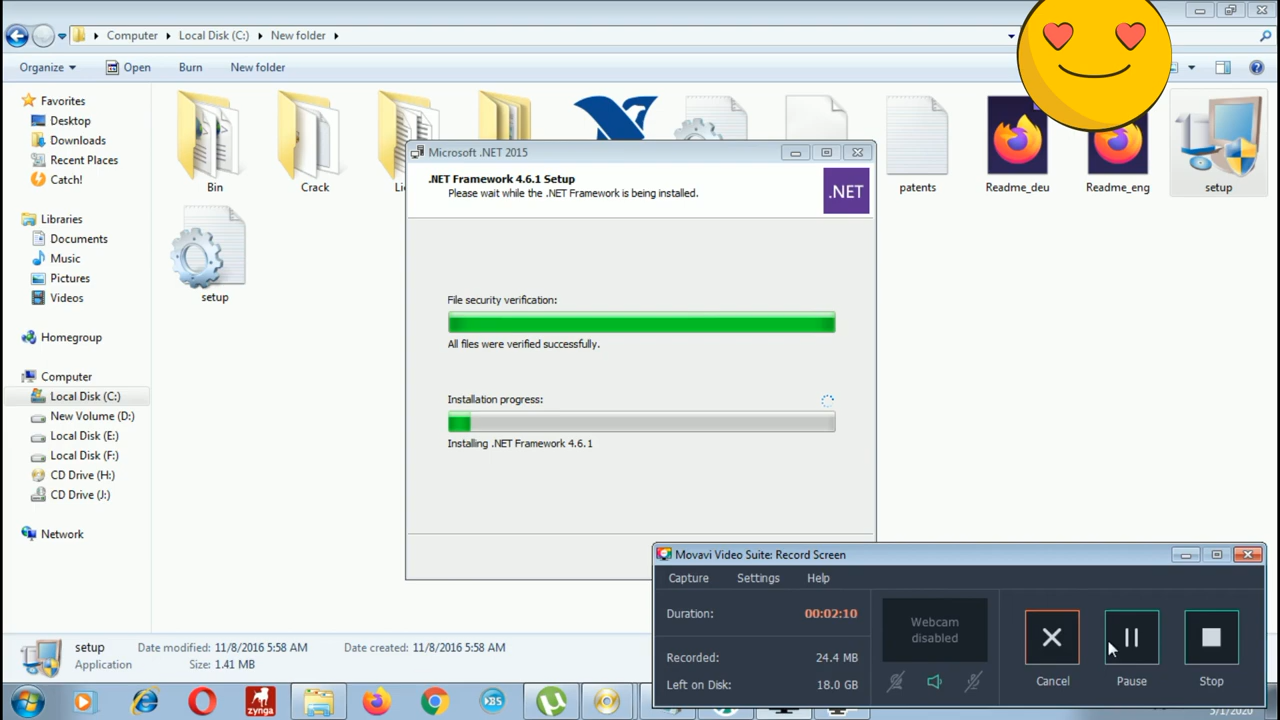 Computer
Local Disk (C:)
New folder
Organize
Open
Burn
New folder
Favorites
Desktop
Downloads
Recent Places
Catch!
Libraries
Documents
Music
Pictures
Videos
Homegroup
Computer
Local Disk (C:)
New Volume (D:)
Local Disk (E:)
Local Disk (F:)
CD Drive (H:)
CD Drive (J:)
Network
Bin
Crack
patents
Readme_deu
Readme_eng
setup
setup
Microsoft .NET 2015
.NET Framework 4.6.1 Setup
Please wait while the .NET Framework is being installed.
.NET
File security verification:
All files were verified successfully.
Installation progress:
Installing .NET Framework 4.6.1
Movavi Video Suite: Record Screen
Capture Settings Help
Duration: 00:02:10
Recorded: 24.4 MB
Left on Disk: 18.0 GB
Webcam
disabled
Cancel
Pause
Stop
setup Date modified: 11/8/2016 5:58 AM Date created: 11/8/2016 5:58 AM
Application Size: 1.41 MB
zynga
BS